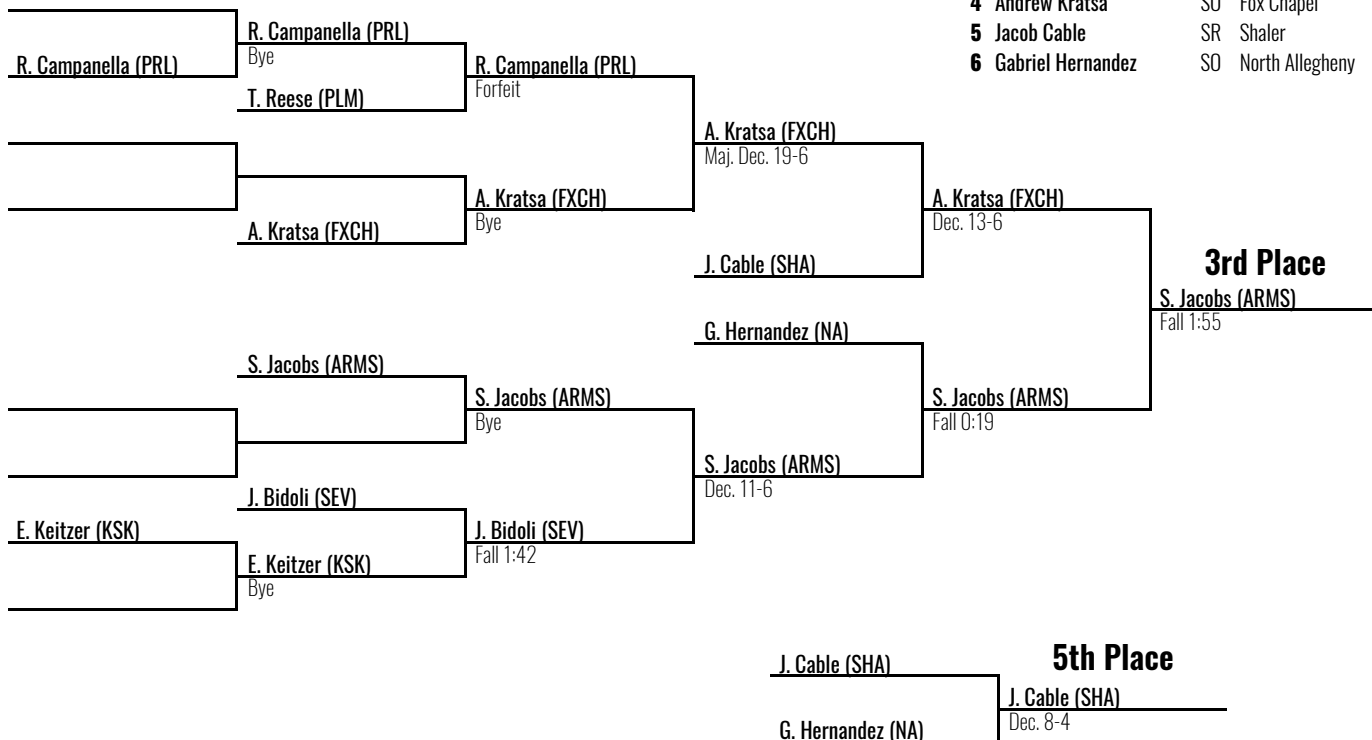 4 Andrew Kratsa SO Fox Chapel
5 Jacob Cable SR Shaler
6 Gabriel Hernandez SO North Allegheny
R. Campanella (PRL)
R. Campanella (PRL)
Bye
T. Reese (PLM)
R. Campanella (PRL)
Forfeit
A. Kratsa (FXCH)
A. Kratsa (FXCH)
Bye
A. Kratsa (FXCH)
Maj. Dec. 19-6
J. Cable (SHA)
A. Kratsa (FXCH)
Dec. 13-6
3rd Place
S. Jacobs (ARMS)
Fall 1:55
G. Hernandez (NA)
S. Jacobs (ARMS)
S. Jacobs (ARMS)
Bye
S. Jacobs (ARMS)
Fall 0:19
S. Jacobs (ARMS)
Dec. 11-6
J. Bidoli (SEV)
E. Keitzer (KSK)
E. Keitzer (KSK)
Bye
J. Bidoli (SEV)
Fall 1:42
5th Place
J. Cable (SHA)
J. Cable (SHA)
Dec. 8-4
G. Hernandez (NA)